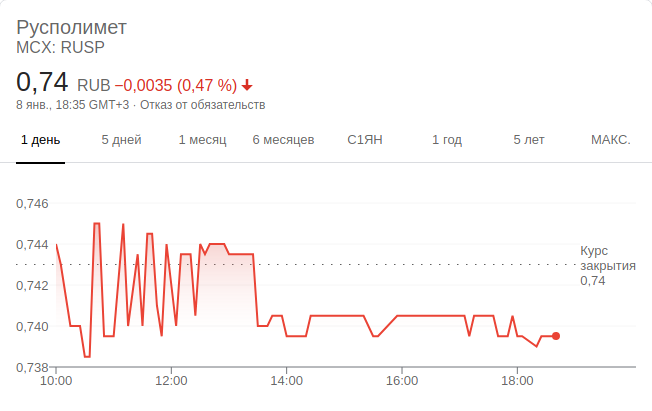 Русполимет
MCX: RUSP
0,74 RUB −0,0035 (0,47 %)
8 янв., 18:35 GMT+3 · Отказ от обязательств
1 день 5 дней 1 месяц 6 месяцев С1ЯН 1 год 5 лет МАКС.
0,746
0,744
Курс
закрытия
0,74
0,742
0,740
0,738
10:00 12:00 14:00 16:00 18:00